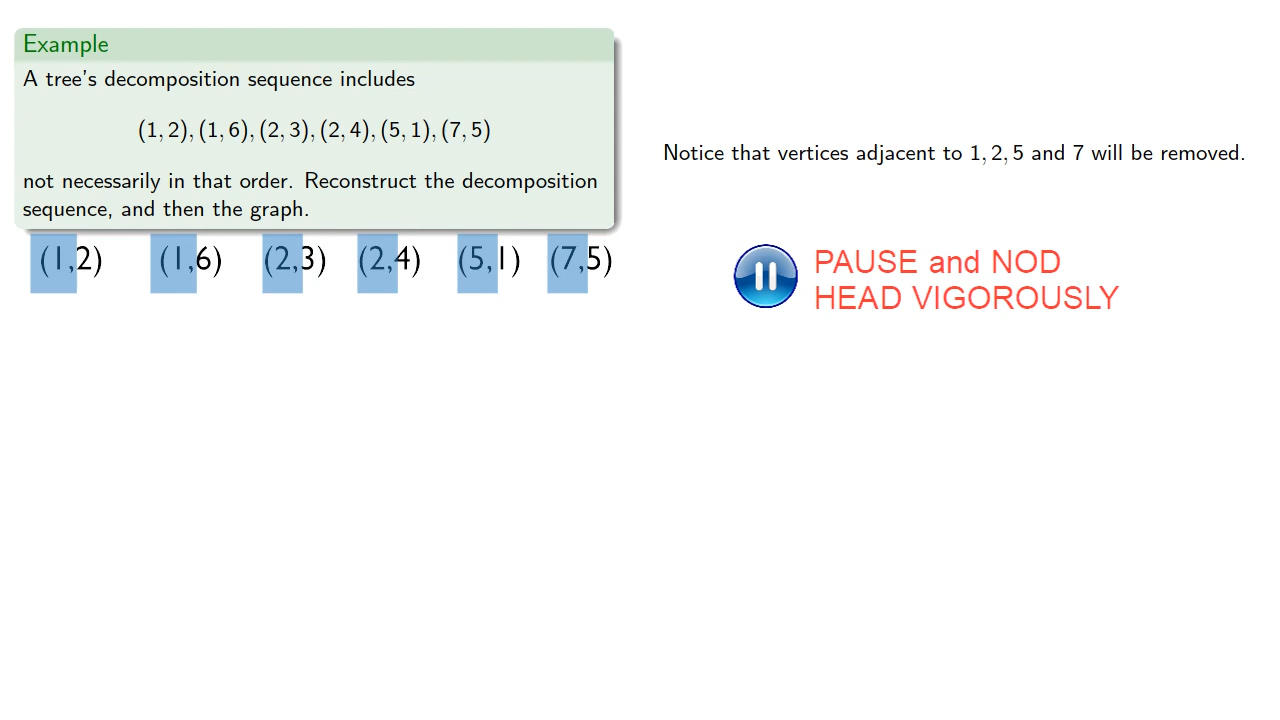 Example
A tree's decomposition sequence includes
(1, 2), (1, 6), (2, 3), (2, 4), (5, 1), (7, 5)
not necessarily in that order. Reconstruct the decomposition
sequence, and then the graph.
(1,2) (1,6) (2,3) (2,4) (5,1) (7,5)
Notice that vertices adjacent to 1, 2, 5 and 7 will be removed.
PAUSE and NOD
HEAD VIGOROUSLY